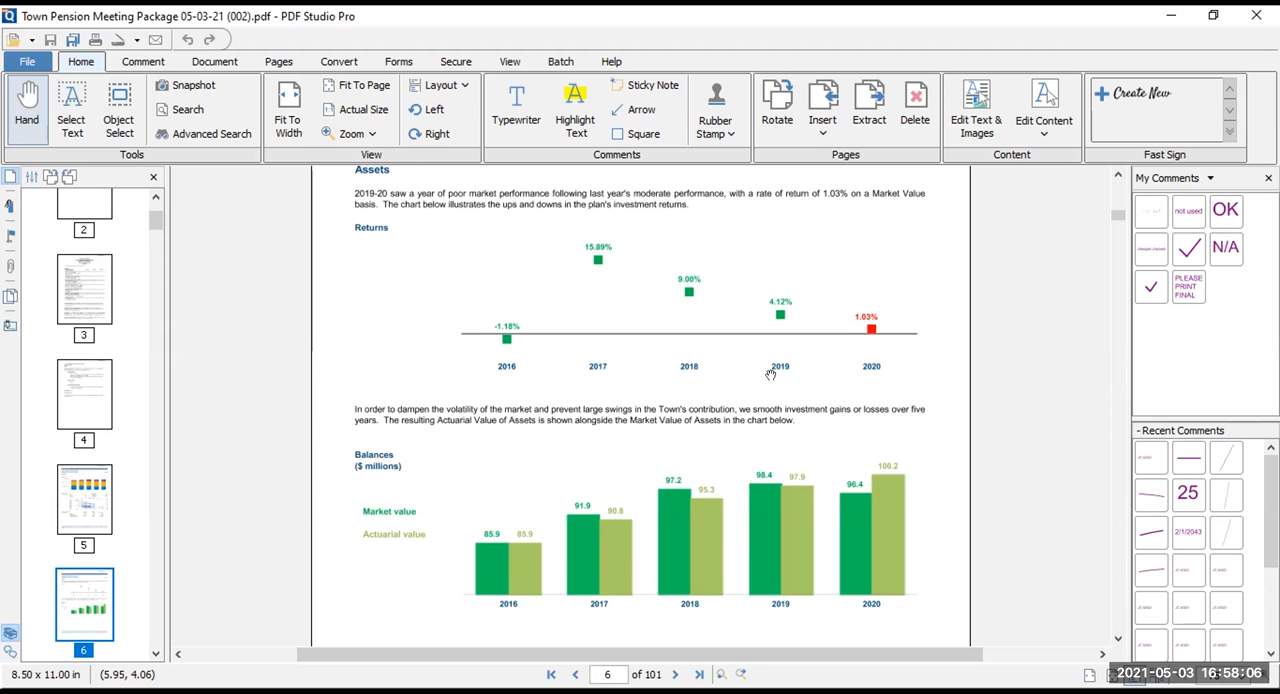 Town Pension Meeting Package 05-03-21 (002).pdf - PDF Studio Pro
File Home Comment Document Pages Convert Forms Secure View Batch Help
Snapshot Fit To Page Layout Sticky Note Create New
Search Actual Size Left Arrow
Hand Select Text Object Select Advanced Search Fit To Width Zoom Right Typewriter Highlight Text Square Rubber Stamp Rotate Insert Extract Delete Edit Text & Images Edit Content
Tools View Comments Pages Content Fast Sign
2
3
4
5
6
Assets
2019-20 saw a year of poor market performance following last year's moderate performance, with a rate of return of 1.03% on a Market Value
basis. The chart below illustrates the ups and downs in the plan's investment returns.
Returns
15.89%
9.00%
4.12%
1.03%
-1.18%
2016 2017 2018 2019 2020
In order to dampen the volatility of the market and prevent large swings in the Town's contribution, we smooth investment gains or losses over five
years. The resulting Actuarial Value of Assets is shown alongside the Market Value of Assets in the chart below.
Balances
($ millions)
Market value
Actuarial value
85.9 85.9 91.9 90.8 97.2 95.3 98.4 97.9 96.4 100.2
2016 2017 2018 2019 2020
My Comments
not used OK
N/A
PLEASE
PRINT
FINAL
Recent Comments
25
2/1/2043
8.50 x 11.00 in (5.95, 4.06) 6 of 101
2021-05-03 16:58:06